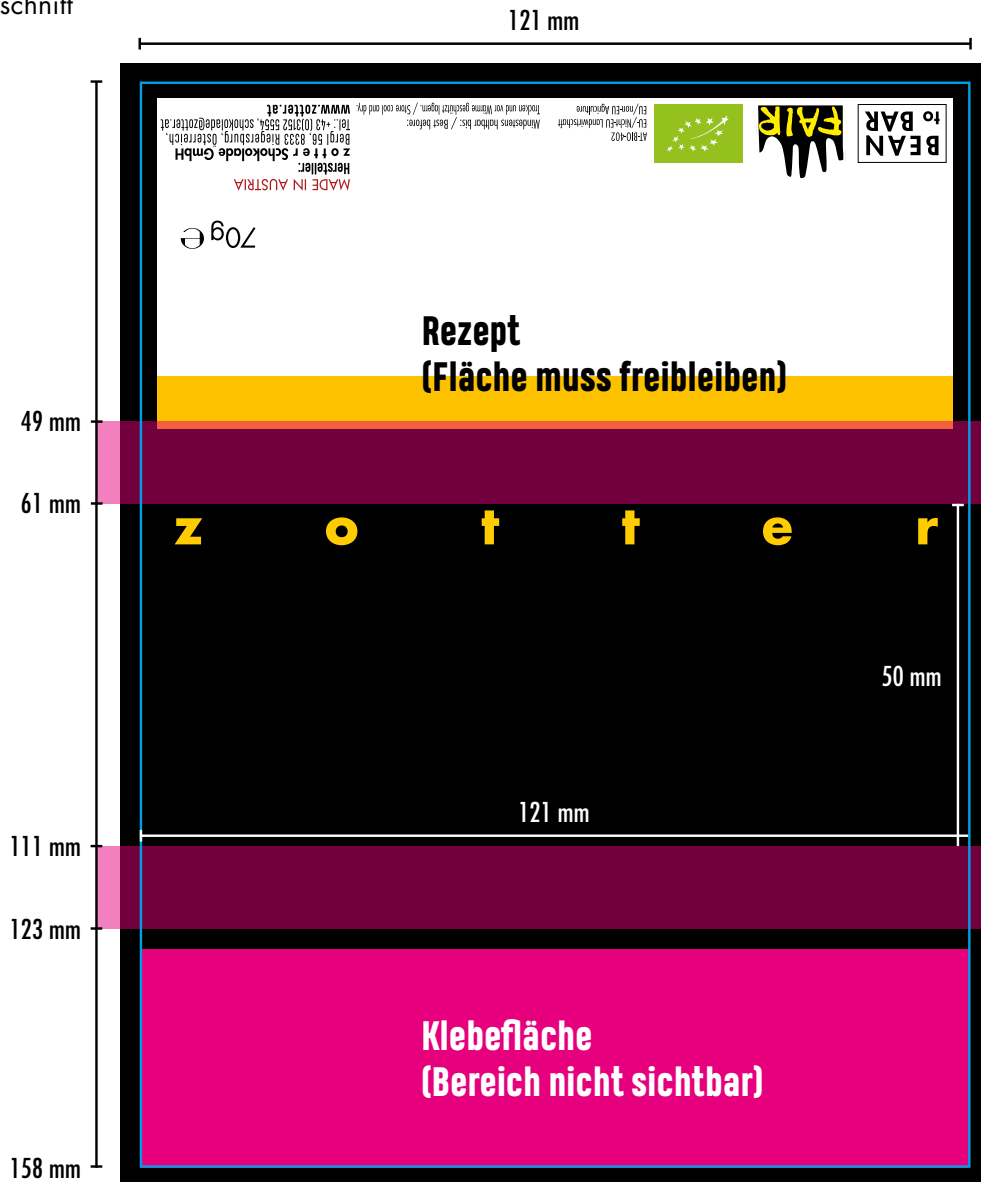 schnitt
121 mm
BEAN
to BAR
FAIR
AT-BIO-402
EU-/Nicht-EU Landwirtschaft
EU/non-EU Agriculture
Mindestens haltbar bis: / Best before:
Trocken und vor Wärme geschützt lagern. / Store cool and dry.
MADE IN AUSTRIA
Hersteller:
zotter Schokolade GmbH
Bergl 56, 8333 Riegersburg, Österreich,
Tel.: +43 (0)3152 5554, schokolade@zotter.at
www.zotter.at
70g e
Rezept
(Fläche muss freibleiben)
49 mm
61 mm
z o t t e r
50 mm
121 mm
111 mm
123 mm
Klebefläche
(Bereich nicht sichtbar)
158 mm